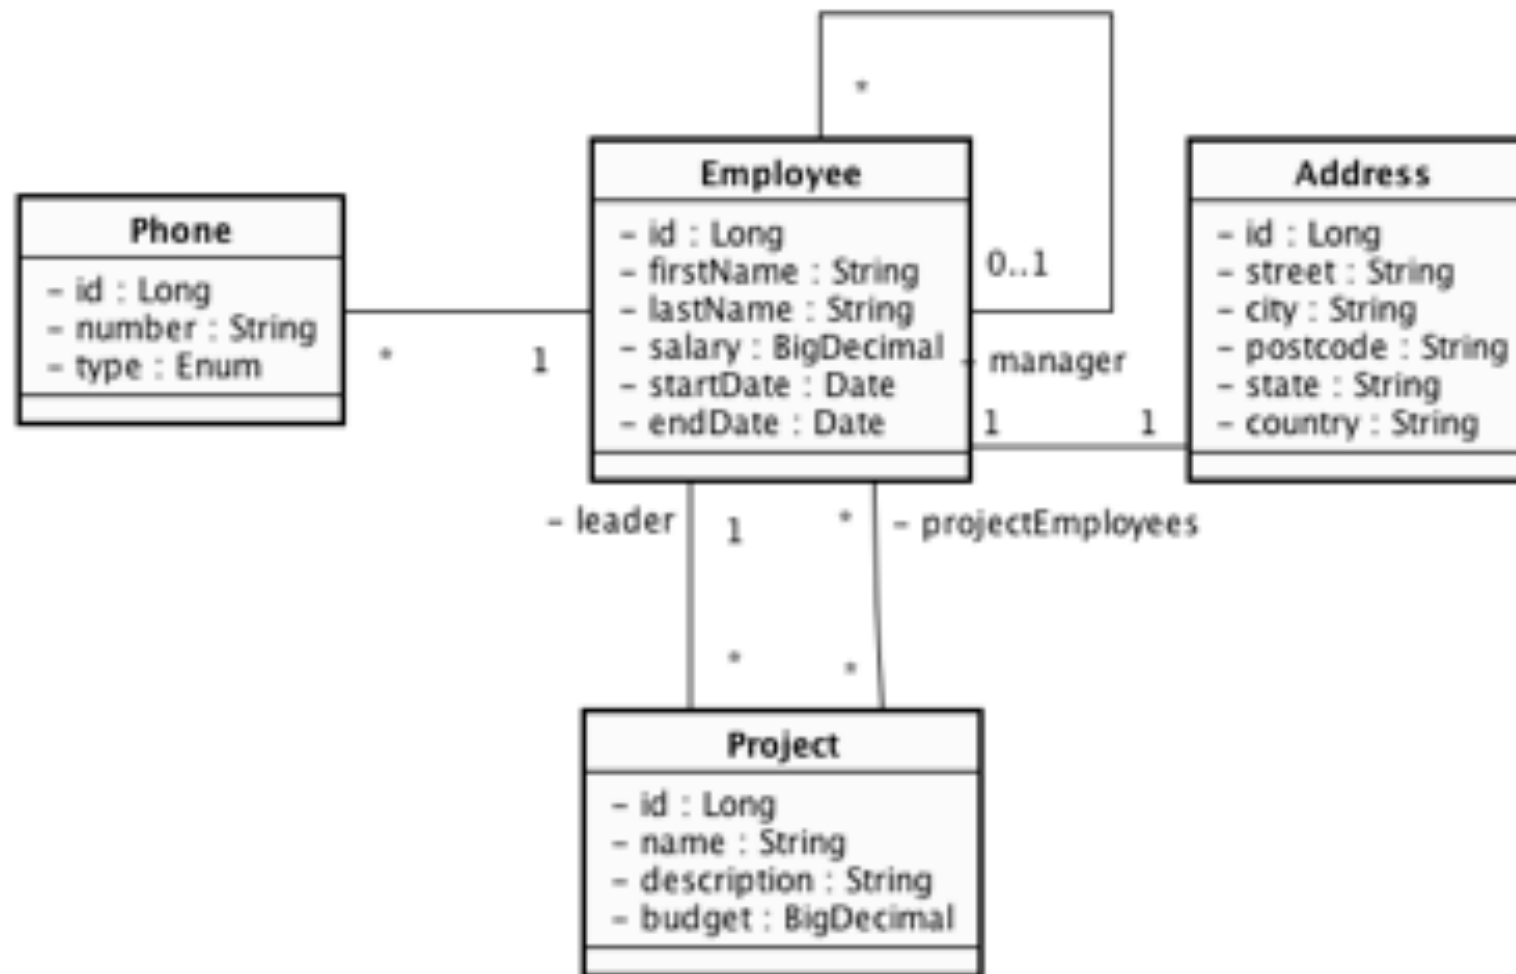 *
Employee
- id : Long
- firstName : String
- lastName : String
- salary : BigDecimal
- startDate : Date
- endDate : Date
0..1
- manager
1
1
Address
- id : Long
- street : String
- city : String
- postcode : String
- state : String
- country : String
Phone
- id : Long
- number : String
- type : Enum
*
1
- leader
1
*
- projectEmployees
*
*
Project
- id : Long
- name : String
- description : String
- budget : BigDecimal